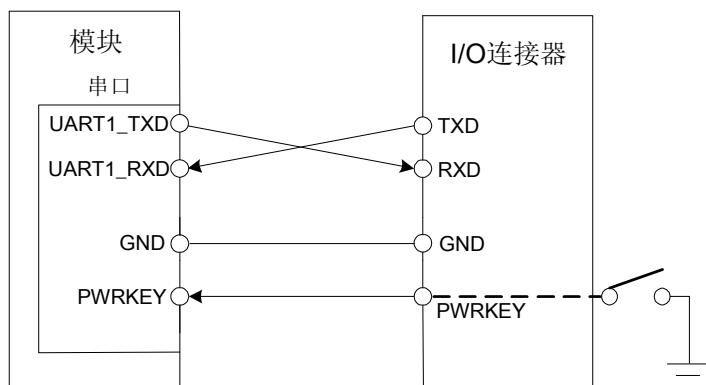 模块
串口
UART1_TXD
UART1_RXD
GND
PWRKEY
I/O连接器
TXD
RXD
GND
PWRKEY